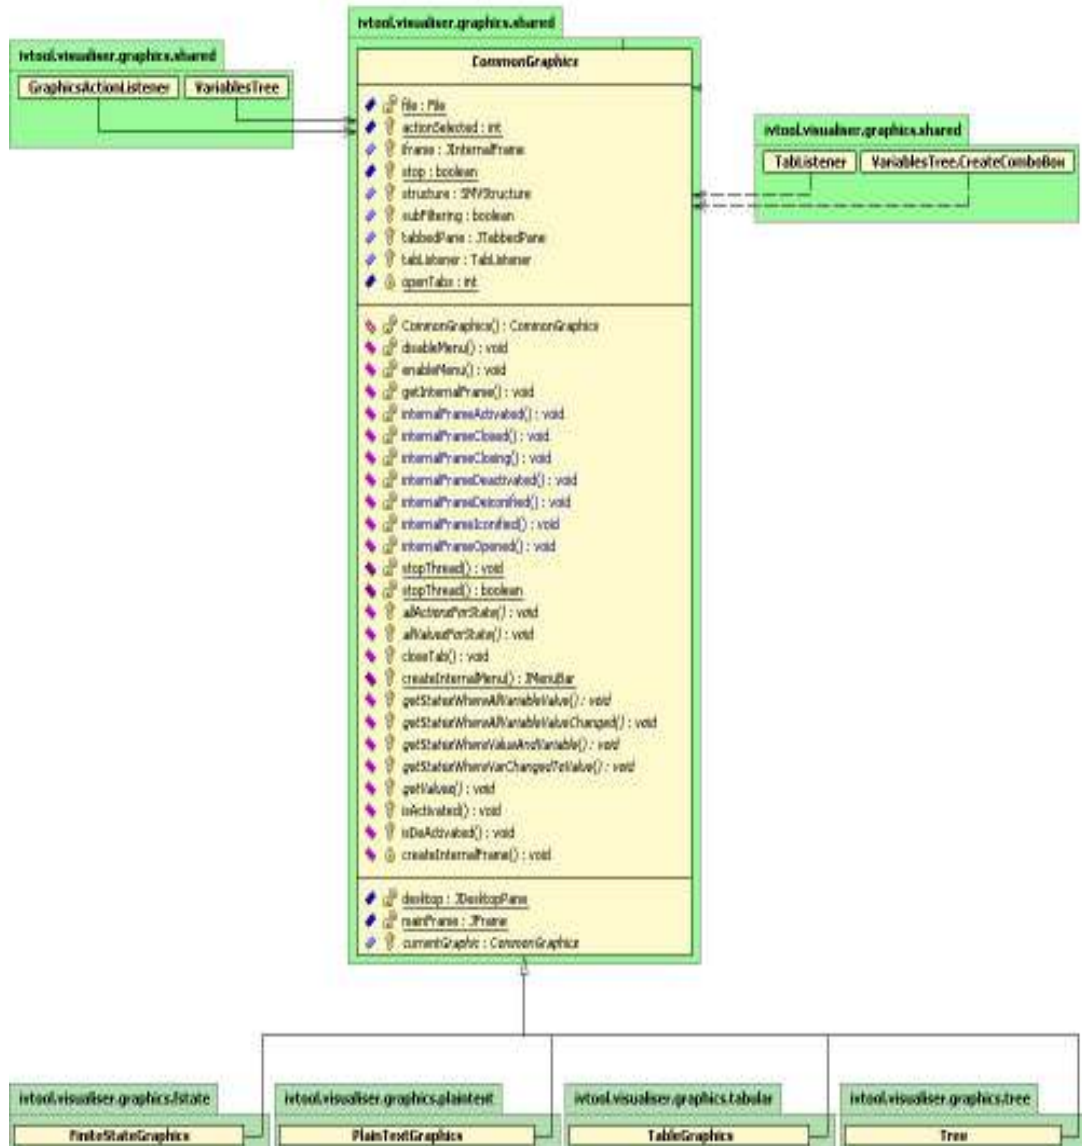 ivtool.visualiser.graphics.shared
GraphicsActionListener
VariablesTree
ivtool.visualiser.graphics.shared
CommonGraphics
file : File
actionSelected : int
iframe : JInternalFrame
stop : boolean
structure : SMVStructure
subFiltering : boolean
tabbedPane : JTabbedPane
tabListener : TabListener
openTabs : int
CommonGraphics() : CommonGraphics
disableMenu() : void
enableMenu() : void
getInternalFrame() : void
internalFrameActivated() : void
internalFrameClosed() : void
internalFrameClosing() : void
internalFrameDeactivated() : void
internalFrameDeiconified() : void
internalFrameIconified() : void
internalFrameOpened() : void
stopThread() : void
stopThread() : boolean
allActionsForState() : void
allValuesForState() : void
closeTab() : void
createInternalMenu() : JMenuBar
getStatesWhereAllVariableValue() : void
getStatesWhereAllVariableValueChanged() : void
getStatesWhereValueAndVariable() : void
getStatesWhereVarChangedToValue() : void
getValues() : void
isActivated() : void
isDeActivated() : void
createInternalFrame() : void
desktop : JDesktopPane
mainFrame : JFrame
currentGraphic : CommonGraphics
ivtool.visualiser.graphics.shared
TabListener
VariablesTree.CreateComboBox
ivtool.visualiser.graphics.fstate
FiniteStateGraphics
ivtool.visualiser.graphics.plaintext
PlainTextGraphics
ivtool.visualiser.graphics.tabular
TableGraphics
ivtool.visualiser.graphics.tree
Tree